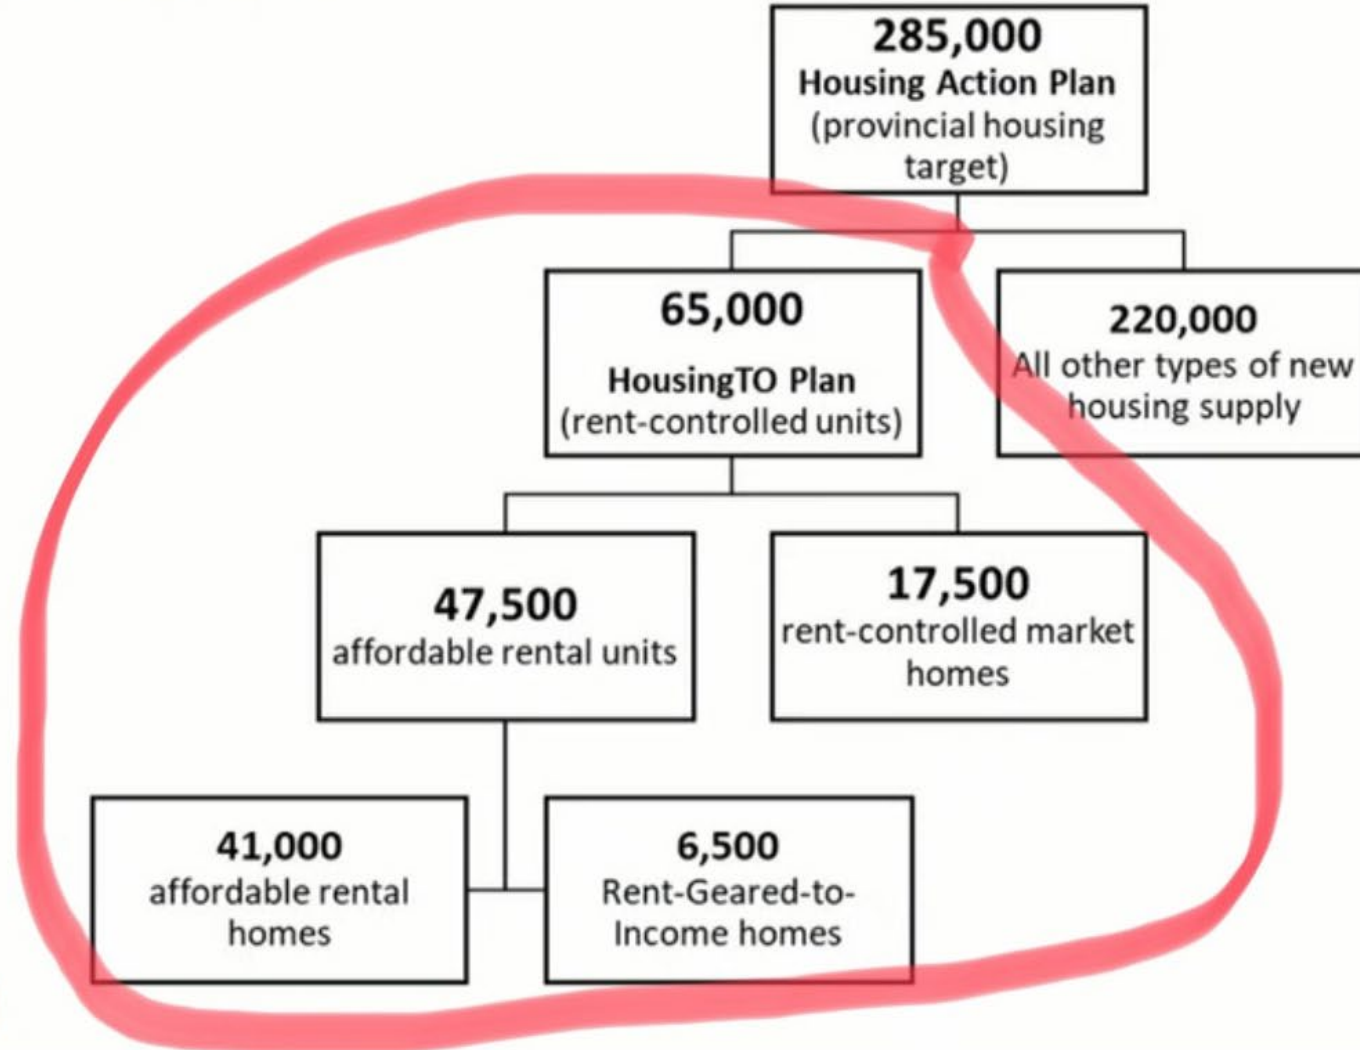 285,000
Housing Action Plan
(provincial housing
target)
65,000
HousingTO Plan
(rent-controlled units)
220,000
All other types of new
housing supply
47,500
affordable rental units
17,500
rent-controlled market
homes
41,000
affordable rental
homes
6,500
Rent-Geared-to-
Income homes